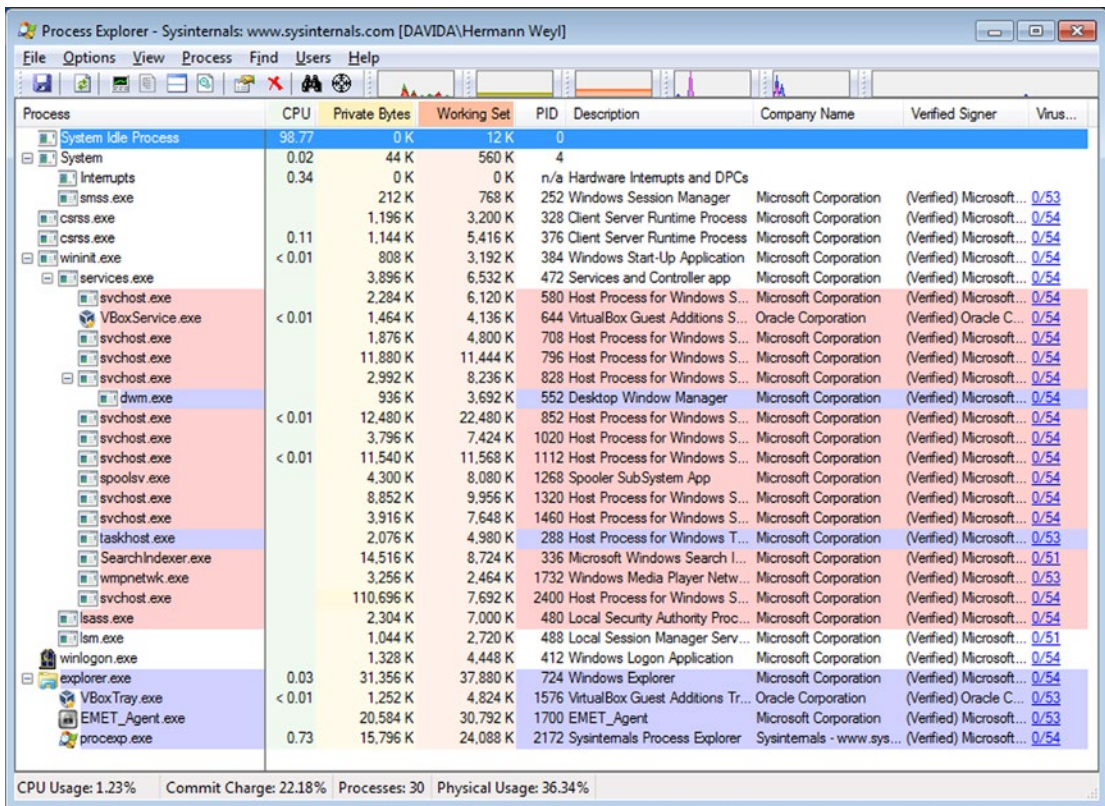 Process Explorer - Sysinternals: www.sysinternals.com [DAVIDA\Hermann Weyl]
File Options View Process Find Users Help
Process CPU Private Bytes Working Set PID Description Company Name Verified Signer Virus...
System Idle Process 98.77 0 K 12 K 0
System 0.02 44 K 560 K 4
Interrupts 0.34 0 K 0 K n/a Hardware Interrupts and DPCs
smss.exe 212 K 768 K 252 Windows Session Manager Microsoft Corporation (Verified) Microsoft... 0/53
csrss.exe 1,196 K 3,200 K 328 Client Server Runtime Process Microsoft Corporation (Verified) Microsoft... 0/54
csrss.exe 0.11 1,144 K 5,416 K 376 Client Server Runtime Process Microsoft Corporation (Verified) Microsoft... 0/54
wininit.exe < 0.01 808 K 3,192 K 384 Windows Start-Up Application Microsoft Corporation (Verified) Microsoft... 0/54
services.exe 3,896 K 6,532 K 472 Services and Controller app Microsoft Corporation (Verified) Microsoft... 0/54
svchost.exe 2,284 K 6,120 K 580 Host Process for Windows S... Microsoft Corporation (Verified) Microsoft... 0/54
VBoxService.exe < 0.01 1,464 K 4,136 K 644 VirtualBox Guest Additions S... Oracle Corporation (Verified) Oracle C... 0/54
svchost.exe 1,876 K 4,800 K 708 Host Process for Windows S... Microsoft Corporation (Verified) Microsoft... 0/54
svchost.exe 11,880 K 11,444 K 796 Host Process for Windows S... Microsoft Corporation (Verified) Microsoft... 0/54
svchost.exe 2,992 K 8,236 K 828 Host Process for Windows S... Microsoft Corporation (Verified) Microsoft... 0/54
dwm.exe 936 K 3,692 K 552 Desktop Window Manager Microsoft Corporation (Verified) Microsoft... 0/54
svchost.exe < 0.01 12,480 K 22,480 K 852 Host Process for Windows S... Microsoft Corporation (Verified) Microsoft... 0/54
svchost.exe 3,796 K 7,424 K 1020 Host Process for Windows S... Microsoft Corporation (Verified) Microsoft... 0/54
svchost.exe < 0.01 11,540 K 11,568 K 1112 Host Process for Windows S... Microsoft Corporation (Verified) Microsoft... 0/54
spoolsv.exe 4,300 K 8,080 K 1268 Spooler SubSystem App Microsoft Corporation (Verified) Microsoft... 0/54
svchost.exe 8,852 K 9,956 K 1320 Host Process for Windows S... Microsoft Corporation (Verified) Microsoft... 0/54
svchost.exe 3,916 K 7,648 K 1460 Host Process for Windows S... Microsoft Corporation (Verified) Microsoft... 0/54
taskhost.exe 2,076 K 4,980 K 288 Host Process for Windows T... Microsoft Corporation (Verified) Microsoft... 0/53
SearchIndexer.exe 14,516 K 8,724 K 336 Microsoft Windows Search I... Microsoft Corporation (Verified) Microsoft... 0/51
wmpnetwk.exe 3,256 K 2,464 K 1732 Windows Media Player Netw... Microsoft Corporation (Verified) Microsoft... 0/53
svchost.exe 110,696 K 7,692 K 2400 Host Process for Windows S... Microsoft Corporation (Verified) Microsoft... 0/54
lsass.exe 2,304 K 7,000 K 480 Local Security Authority Proc... Microsoft Corporation (Verified) Microsoft... 0/54
lsm.exe 1,044 K 2,720 K 488 Local Session Manager Serv... Microsoft Corporation (Verified) Microsoft... 0/51
winlogon.exe 1,328 K 4,448 K 412 Windows Logon Application Microsoft Corporation (Verified) Microsoft... 0/54
explorer.exe 0.03 31,356 K 37,880 K 724 Windows Explorer Microsoft Corporation (Verified) Microsoft... 0/54
VBoxTray.exe < 0.01 1,252 K 4,824 K 1576 VirtualBox Guest Additions Tr... Oracle Corporation (Verified) Oracle C... 0/53
EMET_Agent.exe 20,584 K 30,792 K 1700 EMET_Agent Microsoft Corporation (Verified) Microsoft... 0/53
procexp.exe 0.73 15,796 K 24,088 K 2172 Sysinternals Process Explorer Sysinternals - www.sys... (Verified) Microsoft... 0/54
CPU Usage: 1.23% Commit Charge: 22.18% Processes: 30 Physical Usage: 36.34%